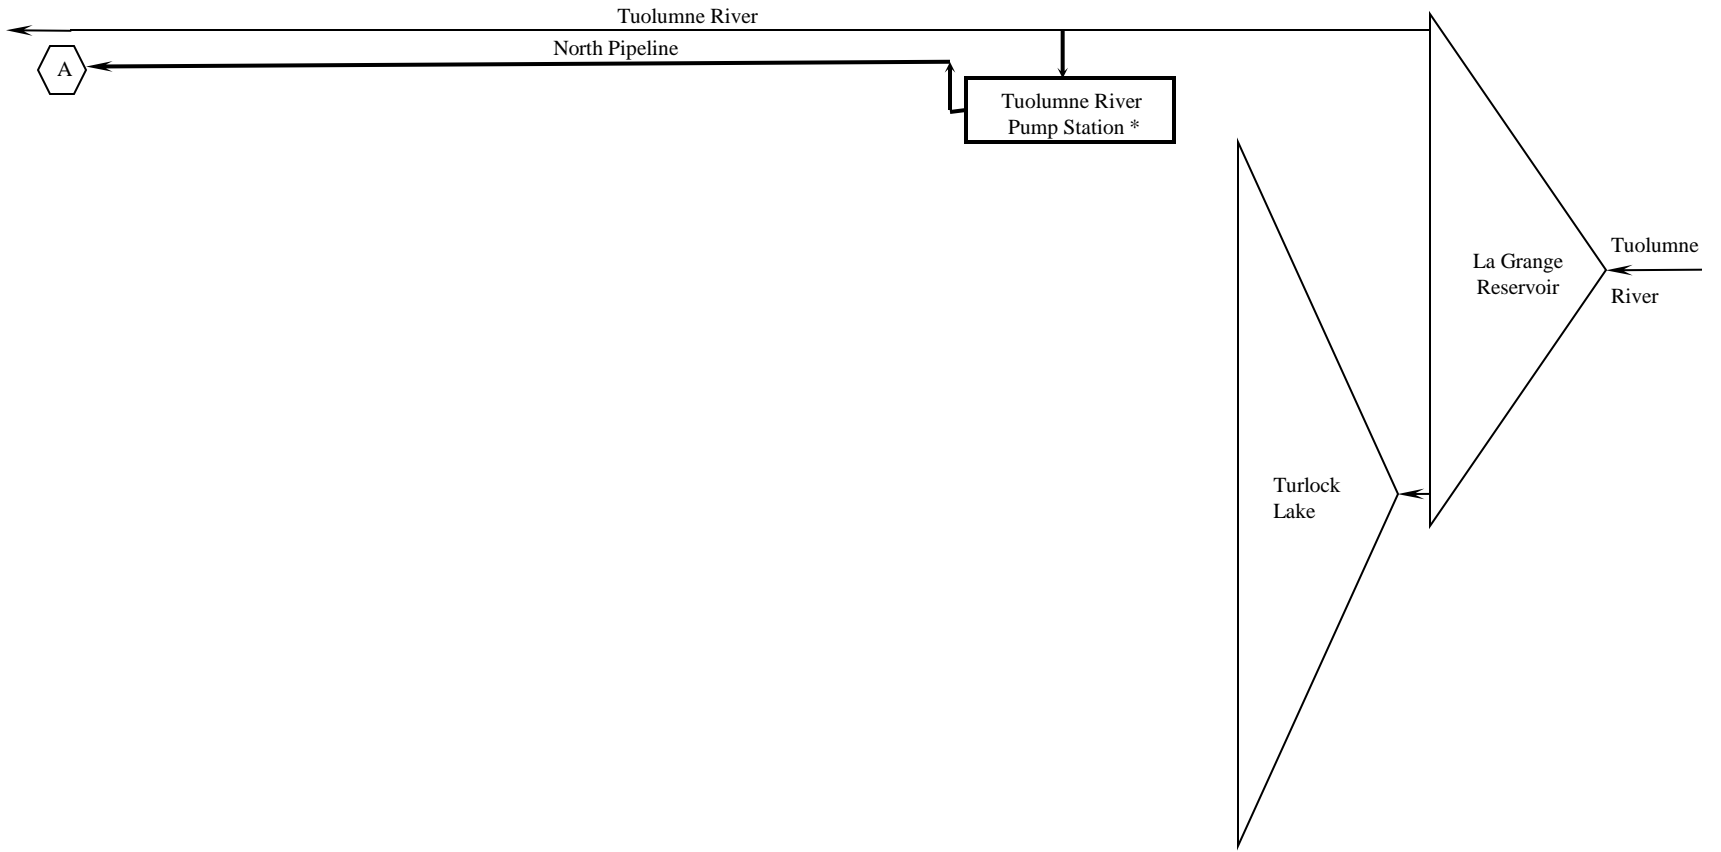 Tuolumne River
North Pipeline
A
Tuolumne River
Pump Station *
Tuolumne
River
La Grange
Reservoir
Turlock
Lake